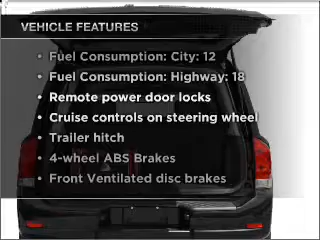 VEHICLE FEATURES
• Fuel Consumption: City: 12
• Fuel Consumption: Highway: 18
• Remote power door locks
• Cruise controls on steering wheel
• Trailer hitch
• 4-wheel ABS Brakes
• Front Ventilated disc brakes